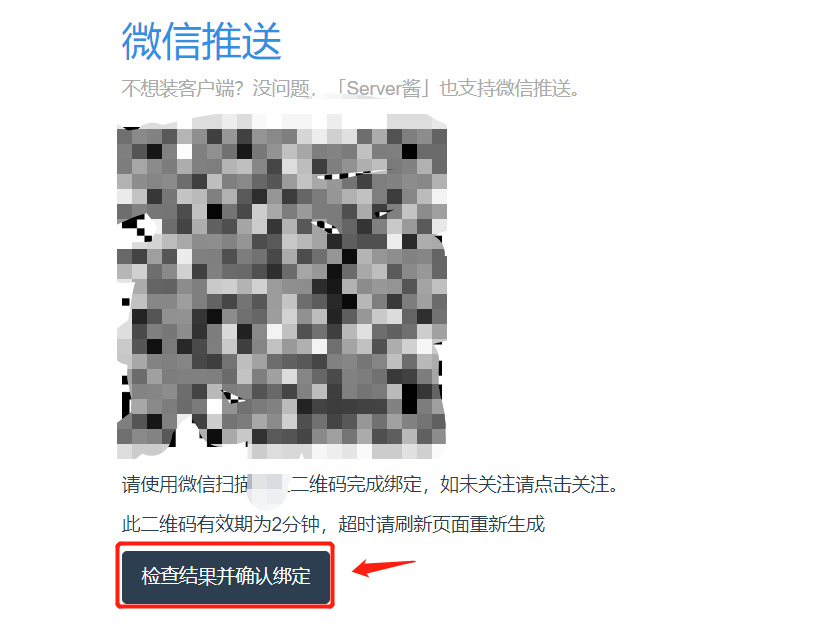 微信推送
不想装客户端？没问题，「Server酱」也支持微信推送。
请使用微信扫描二维码完成绑定，如未关注请点击关注。
此二维码有效期为2分钟，超时请刷新页面重新生成
检查结果并确认绑定